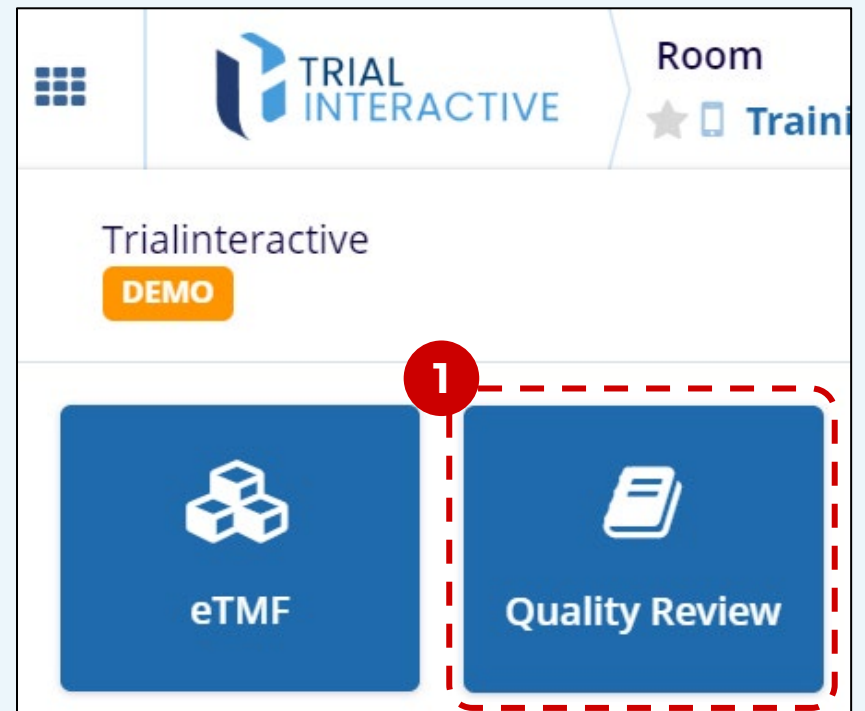 TRIAL
INTERACTIVE
Room
Traini
Trialinteractive
DEMO
1
eTMF
Quality Review